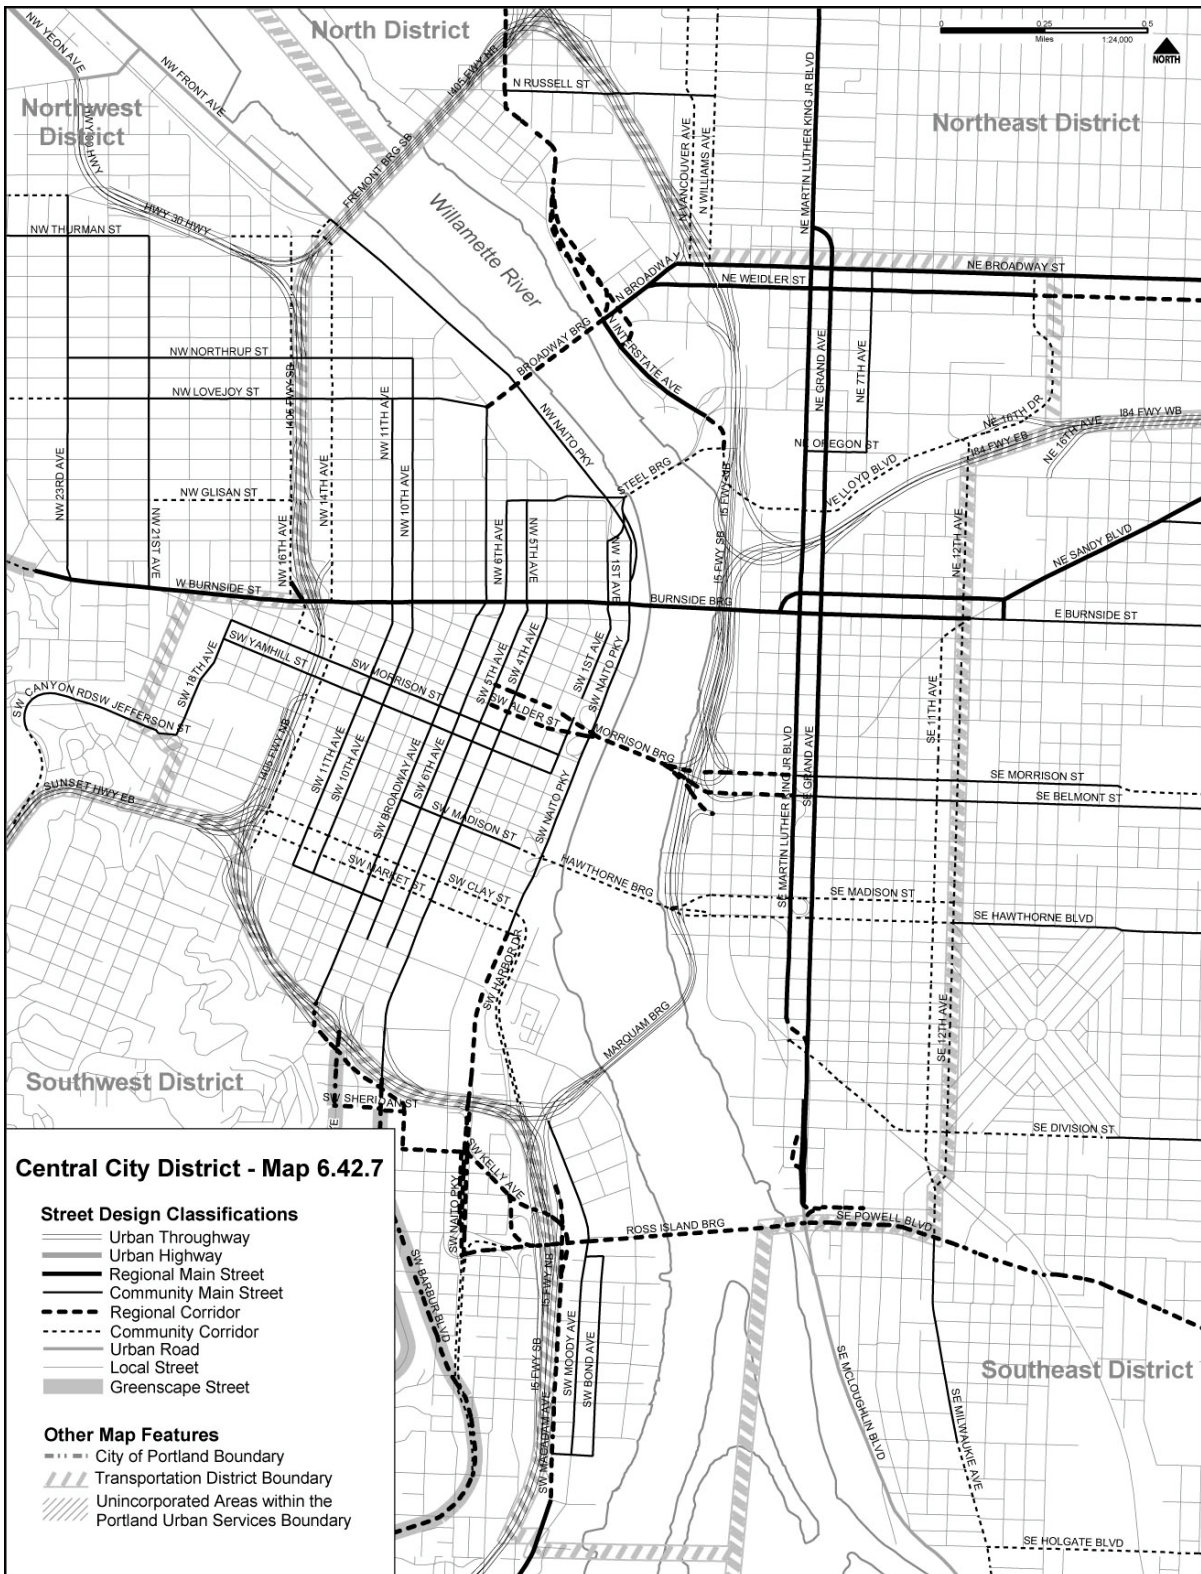 North District
0 0.25 0.5
Miles 1:24,000
NORTH
NW YEON AVE
NW FRONT AVE
I405 FWY NB
N RUSSELL ST
Northwest
District
Northeast District
HWY 30 HWY
FREMONT BRG SB
N VANCOUVER AVE
N WILLIAMS AVE
NE MARTIN LUTHER KING JR BLVD
Willamette River
HWY 30 HWY
NW THURMAN ST
N BROADWAY
NE BROADWAY ST
NE WEIDLER ST
BROADWAY BRG
N INTERSTATE AVE
NE GRAND AVE
NE 7TH AVE
NW NORTHRUP ST
I405 FWY SB
NW LOVEJOY ST
NW 11TH AVE
NW NAITO PKY
NE 16TH DR
I84 FWY WB
NE OREGON ST
I84 FWY EB
NE 16TH AVE
NW 23RD AVE
NW GLISAN ST
NW 14TH AVE
NW 10TH AVE
STEEL BRG
I5 FWY NB
NE LLOYD BLVD
NW 21ST AVE
NW 16TH AVE
NW 6TH AVE
NW 5TH AVE
NW 1ST AVE
I5 FWY SB
NE 12TH AVE
NE SANDY BLVD
W BURNSIDE ST
BURNSIDE BRG
E BURNSIDE ST
SW YAMHILL ST
SW MORRISON ST
SW 18TH AVE
SW 5TH AVE
SW 4TH AVE
SW 1ST AVE
SW NAITO PKY
SW CANYON RD
SW JEFFERSON ST
SW ALDER ST
MORRISON BRG
SE 11TH AVE
I405 FWY NB
SW 11TH AVE
SW 10TH AVE
SW BROADWAY AVE
SW 6TH AVE
SE MARTIN LUTHER KING JR BLVD
SE GRAND AVE
SE MORRISON ST
SUNSET HWY EB
SE BELMONT ST
SW MADISON ST
SW NAITO PKY
SW MARKET ST
SW CLAY ST
HAWTHORNE BRG
SE MADISON ST
SE HAWTHORNE BLVD
SW HARBOR DR
MARQUAM BRG
SE 12TH AVE
Southwest District
SW SHERIDAN ST
SE DIVISION ST
SW KELLY AVE
SW NAITO PKY
ROSS ISLAND BRG
SE POWELL BLVD
SW BARBUR BLVD
I5 FWY NB
I5 FWY SB
SW MOODY AVE
SW BOND AVE
SW MACADAM AVE
SE MCLOUGHLIN BLVD
Southeast District
SE MILWAUKIE AVE
SE HOLGATE BLVD
Central City District - Map 6.42.7
Street Design Classifications
Urban Throughway
Urban Highway
Regional Main Street
Community Main Street
Regional Corridor
Community Corridor
Urban Road
Local Street
Greenscape Street
Other Map Features
City of Portland Boundary
Transportation District Boundary
Unincorporated Areas within the
Portland Urban Services Boundary